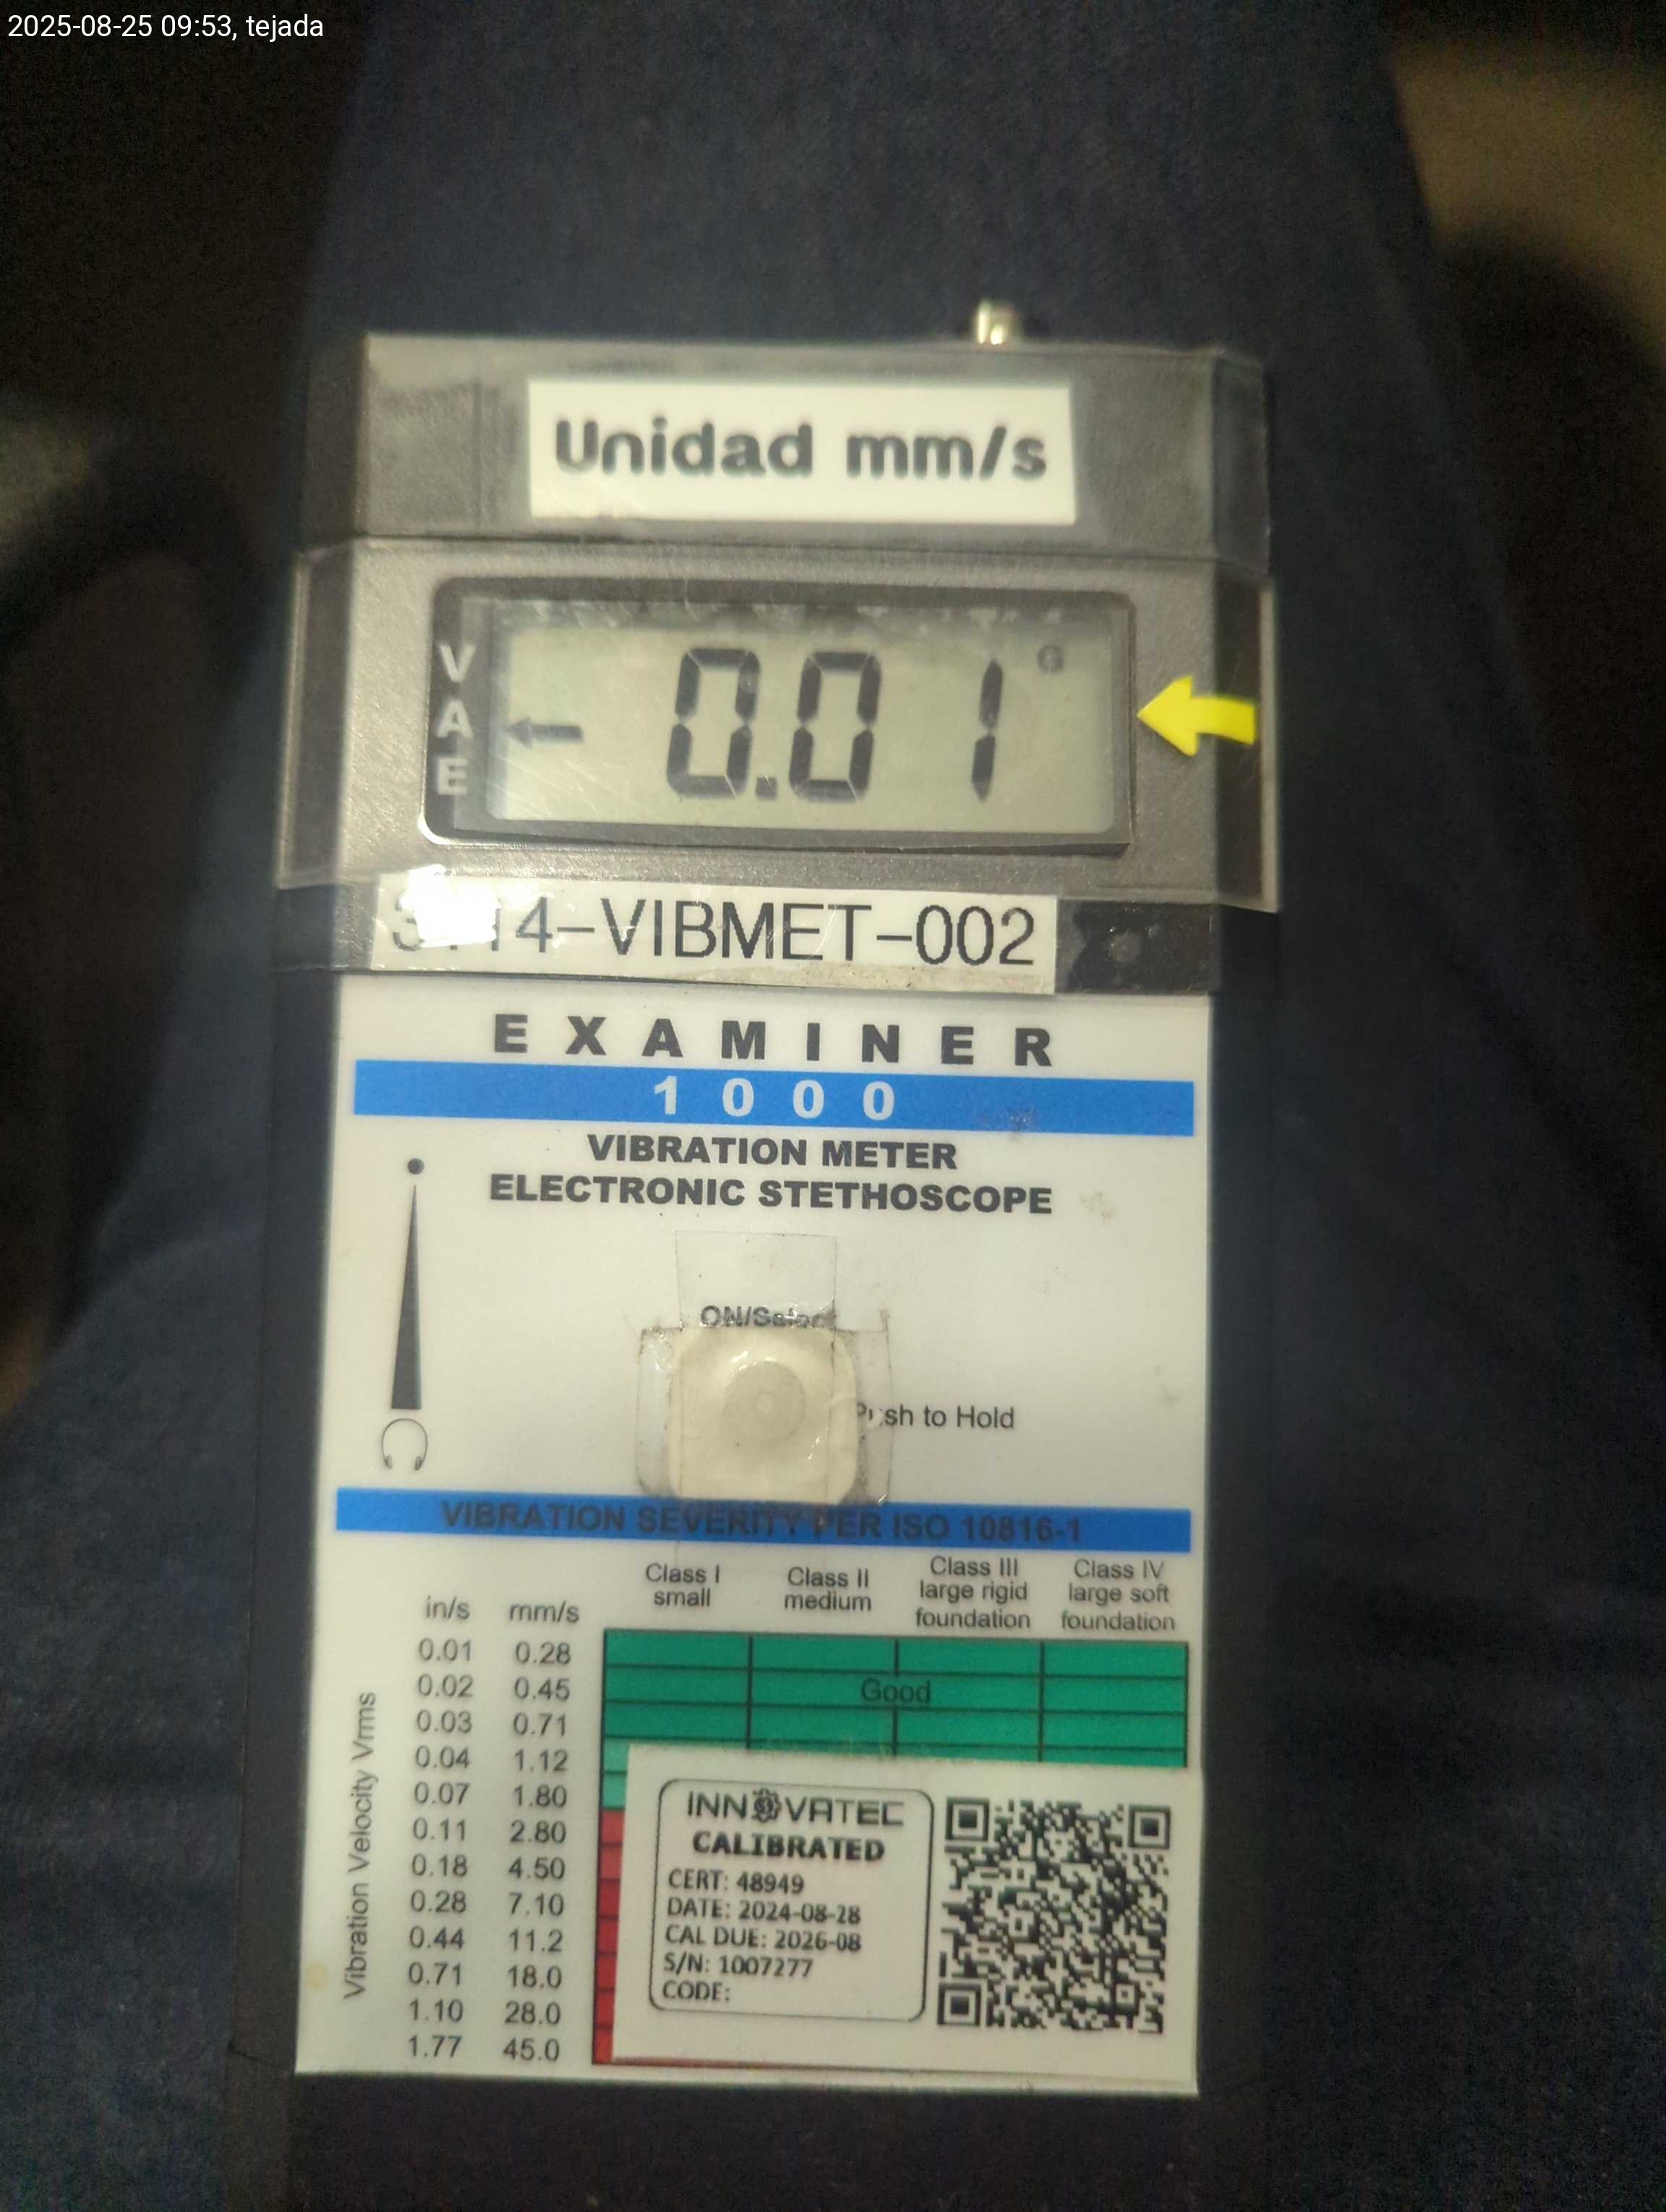 2025-08-25 09:53, tejada
Unidad mm/s
V
A
E
0.01
G
-VIBMET-002
EXAMINER
1000
VIBRATION METER
ELECTRONIC STETHOSCOPE
ON/Select
Push to Hold
VIBRATION SEVERITY PER ISO 10816-1
Class I small
Class II medium
Class III large rigid foundation
Class IV large soft foundation
in/s mm/s
Vibration Velocity Vrms
0.01 0.28
0.02 0.45
0.03 0.71
0.04 1.12
0.07 1.80
0.11 2.80
0.18 4.50
0.28 7.10
0.44 11.2
0.71 18.0
1.10 28.0
1.77 45.0
Good
INNOVATEC
CALIBRATED
CERT: 48949
DATE: 2024-08-28
CAL DUE: 2026-08
S/N: 1007277
CODE: